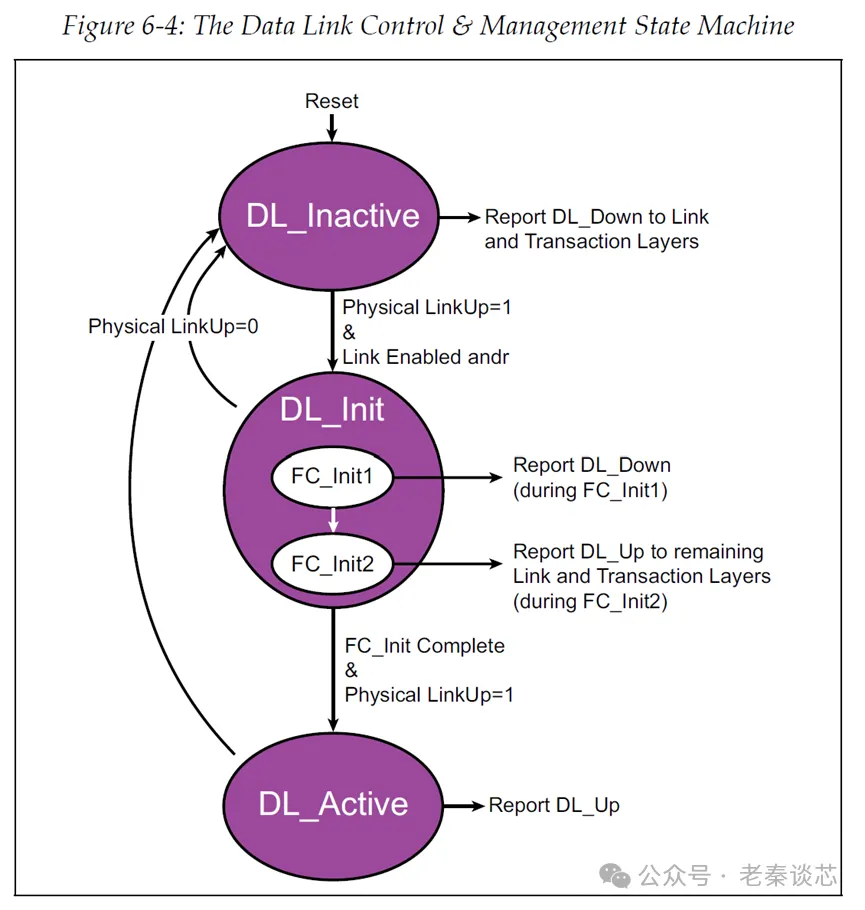 Figure 6-4: The Data Link Control & Management State Machine
Reset
DL_Inactive
Report DL_Down to Link
and Transaction Layers
Physical LinkUp=1
&
Link Enabled andr
Physical LinkUp=0
DL_Init
FC_Init1
Report DL_Down
(during FC_Init1)
FC_Init2
Report DL_Up to remaining
Link and Transaction Layers
(during FC_Init2)
FC_Init Complete
&
Physical LinkUp=1
DL_Active
Report DL_Up
公众号 · 老秦谈芯